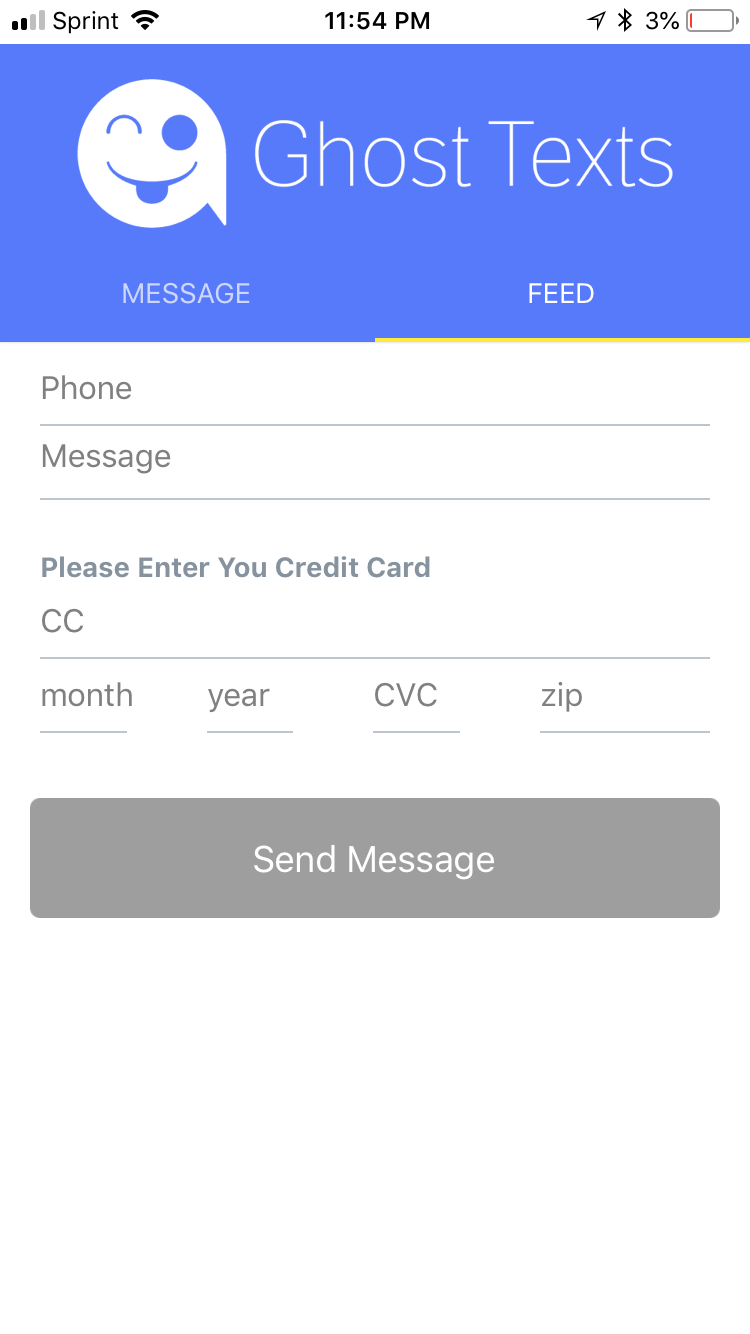 Sprint 11:54 PM 3%
Ghost Texts
MESSAGE FEED
Phone
Message
Please Enter You Credit Card
CC
month year CVC zip
Send Message